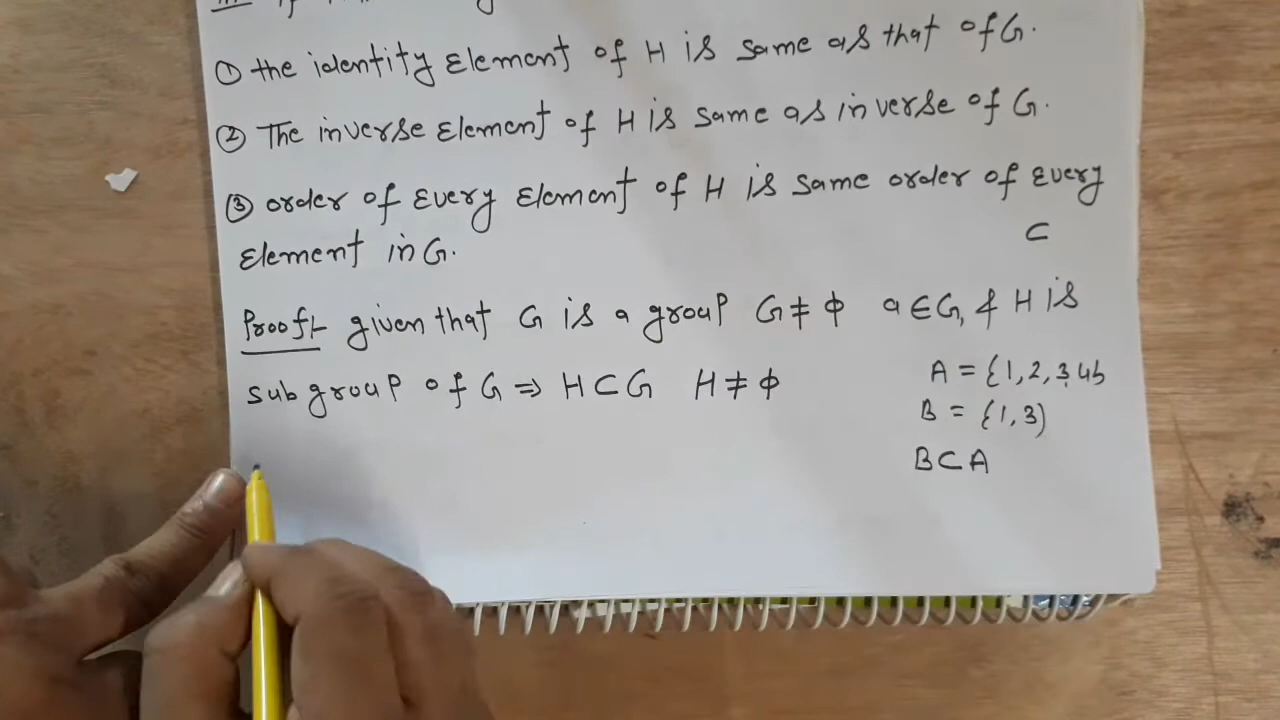 ① the identity Element of H is same as that of G.
② The inverse Element of H is same as inverse of G.
③ order of Every Element of H is same order of Every
Element in G.
⊂
Proof:- given that G is a group G ≠ ϕ a ∈ G, & H is
subgroup of G ⇒ H ⊂ G H ≠ ϕ
A = {1, 2, 3, 4}
B = {1, 3}
B ⊂ A